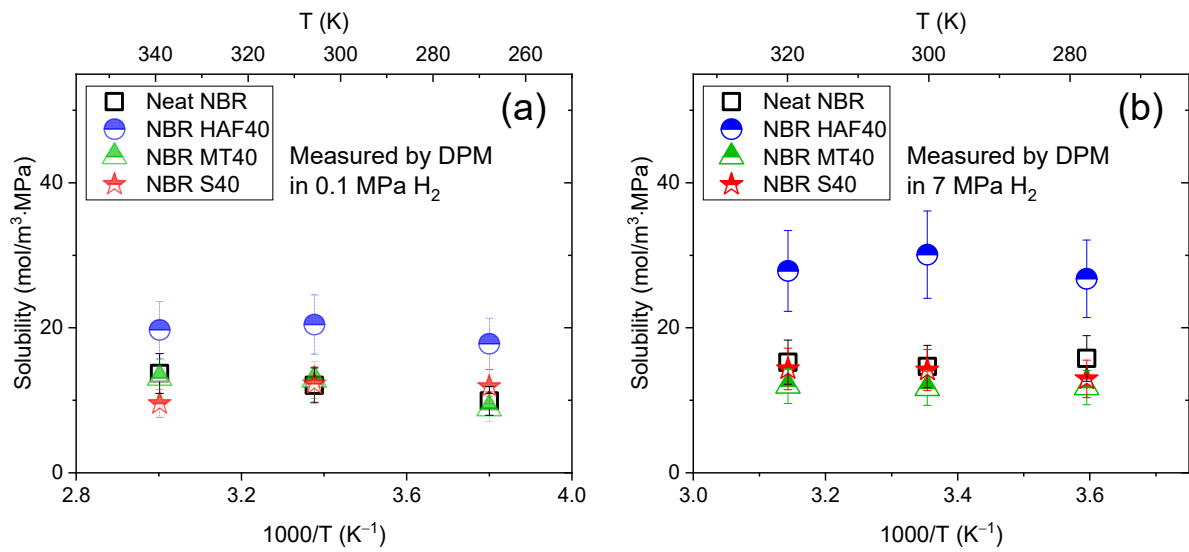 T (K)
340 320 300 280 260
Neat NBR
NBR HAF40
NBR MT40
NBR S40
(a)
Measured by DPM
in 0.1 MPa H₂
Solubility (mol/m³·MPa)
40
20
0
2.8 3.2 3.6 4.0
1000/T (K⁻¹)
T (K)
320 300 280
Neat NBR
NBR HAF40
NBR MT40
NBR S40
(b)
Measured by DPM
in 7 MPa H₂
Solubility (mol/m³·MPa)
40
20
0
3.0 3.2 3.4 3.6
1000/T (K⁻¹)